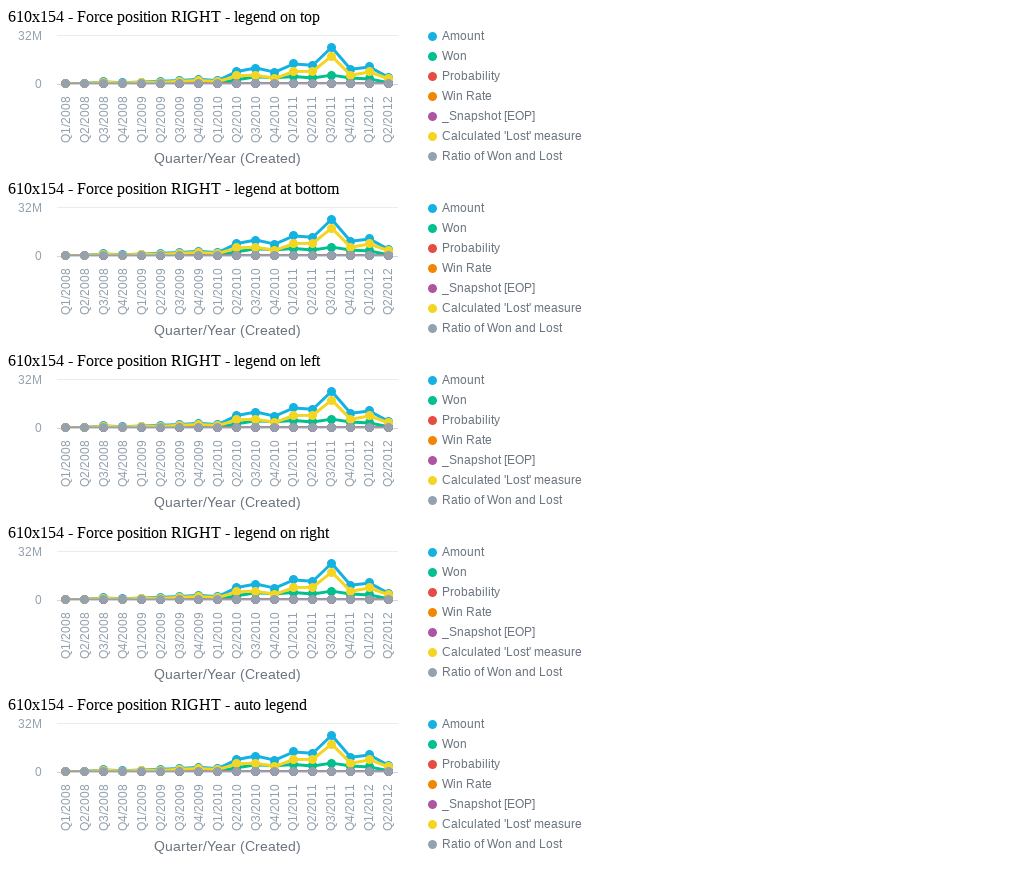 610x154 - Force position RIGHT - legend on top
32M
0
Q1/2008
Q2/2008
Q3/2008
Q4/2008
Q1/2009
Q2/2009
Q3/2009
Q4/2009
Q1/2010
Q2/2010
Q3/2010
Q4/2010
Q1/2011
Q2/2011
Q3/2011
Q4/2011
Q1/2012
Q2/2012
Quarter/Year (Created)
Amount
Won
Probability
Win Rate
_Snapshot [EOP]
Calculated 'Lost' measure
Ratio of Won and Lost
610x154 - Force position RIGHT - legend at bottom
32M
0
Q1/2008
Q2/2008
Q3/2008
Q4/2008
Q1/2009
Q2/2009
Q3/2009
Q4/2009
Q1/2010
Q2/2010
Q3/2010
Q4/2010
Q1/2011
Q2/2011
Q3/2011
Q4/2011
Q1/2012
Q2/2012
Quarter/Year (Created)
Amount
Won
Probability
Win Rate
_Snapshot [EOP]
Calculated 'Lost' measure
Ratio of Won and Lost
610x154 - Force position RIGHT - legend on left
32M
0
Q1/2008
Q2/2008
Q3/2008
Q4/2008
Q1/2009
Q2/2009
Q3/2009
Q4/2009
Q1/2010
Q2/2010
Q3/2010
Q4/2010
Q1/2011
Q2/2011
Q3/2011
Q4/2011
Q1/2012
Q2/2012
Quarter/Year (Created)
Amount
Won
Probability
Win Rate
_Snapshot [EOP]
Calculated 'Lost' measure
Ratio of Won and Lost
610x154 - Force position RIGHT - legend on right
32M
0
Q1/2008
Q2/2008
Q3/2008
Q4/2008
Q1/2009
Q2/2009
Q3/2009
Q4/2009
Q1/2010
Q2/2010
Q3/2010
Q4/2010
Q1/2011
Q2/2011
Q3/2011
Q4/2011
Q1/2012
Q2/2012
Quarter/Year (Created)
Amount
Won
Probability
Win Rate
_Snapshot [EOP]
Calculated 'Lost' measure
Ratio of Won and Lost
610x154 - Force position RIGHT - auto legend
32M
0
Q1/2008
Q2/2008
Q3/2008
Q4/2008
Q1/2009
Q2/2009
Q3/2009
Q4/2009
Q1/2010
Q2/2010
Q3/2010
Q4/2010
Q1/2011
Q2/2011
Q3/2011
Q4/2011
Q1/2012
Q2/2012
Quarter/Year (Created)
Amount
Won
Probability
Win Rate
_Snapshot [EOP]
Calculated 'Lost' measure
Ratio of Won and Lost